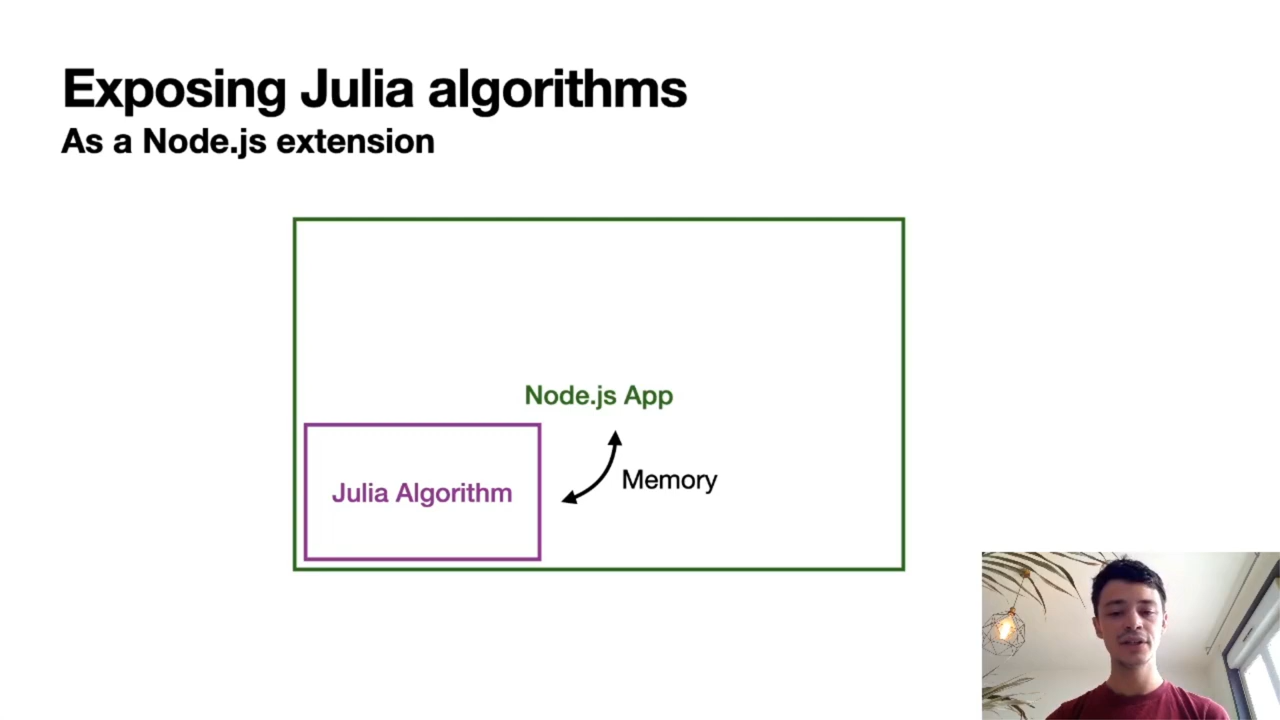 Exposing Julia algorithms
As a Node.js extension
Node.js App
Memory
Julia Algorithm